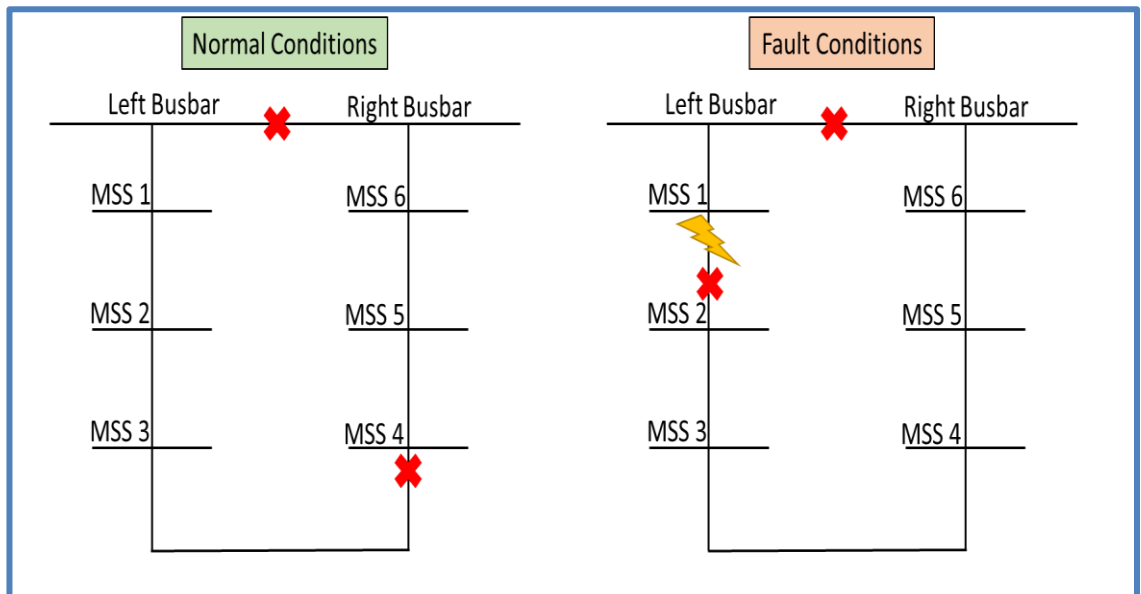 Normal Conditions
Fault Conditions
Left Busbar
Right Busbar
MSS 1
MSS 6
MSS 2
MSS 5
MSS 3
MSS 4
Left Busbar
Right Busbar
MSS 1
MSS 6
MSS 2
MSS 5
MSS 3
MSS 4